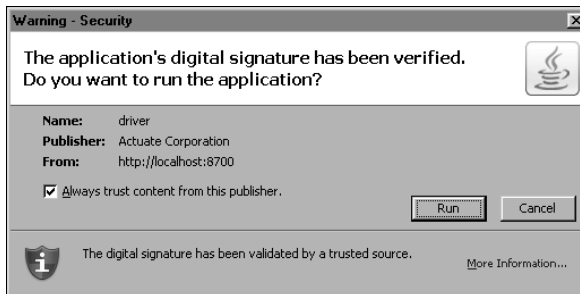 Warning - Security
The application's digital signature has been verified.
Do you want to run the application?
Name: driver
Publisher: Actuate Corporation
From: http://localhost:8700
Always trust content from this publisher.
Run Cancel
The digital signature has been validated by a trusted source.
More Information...